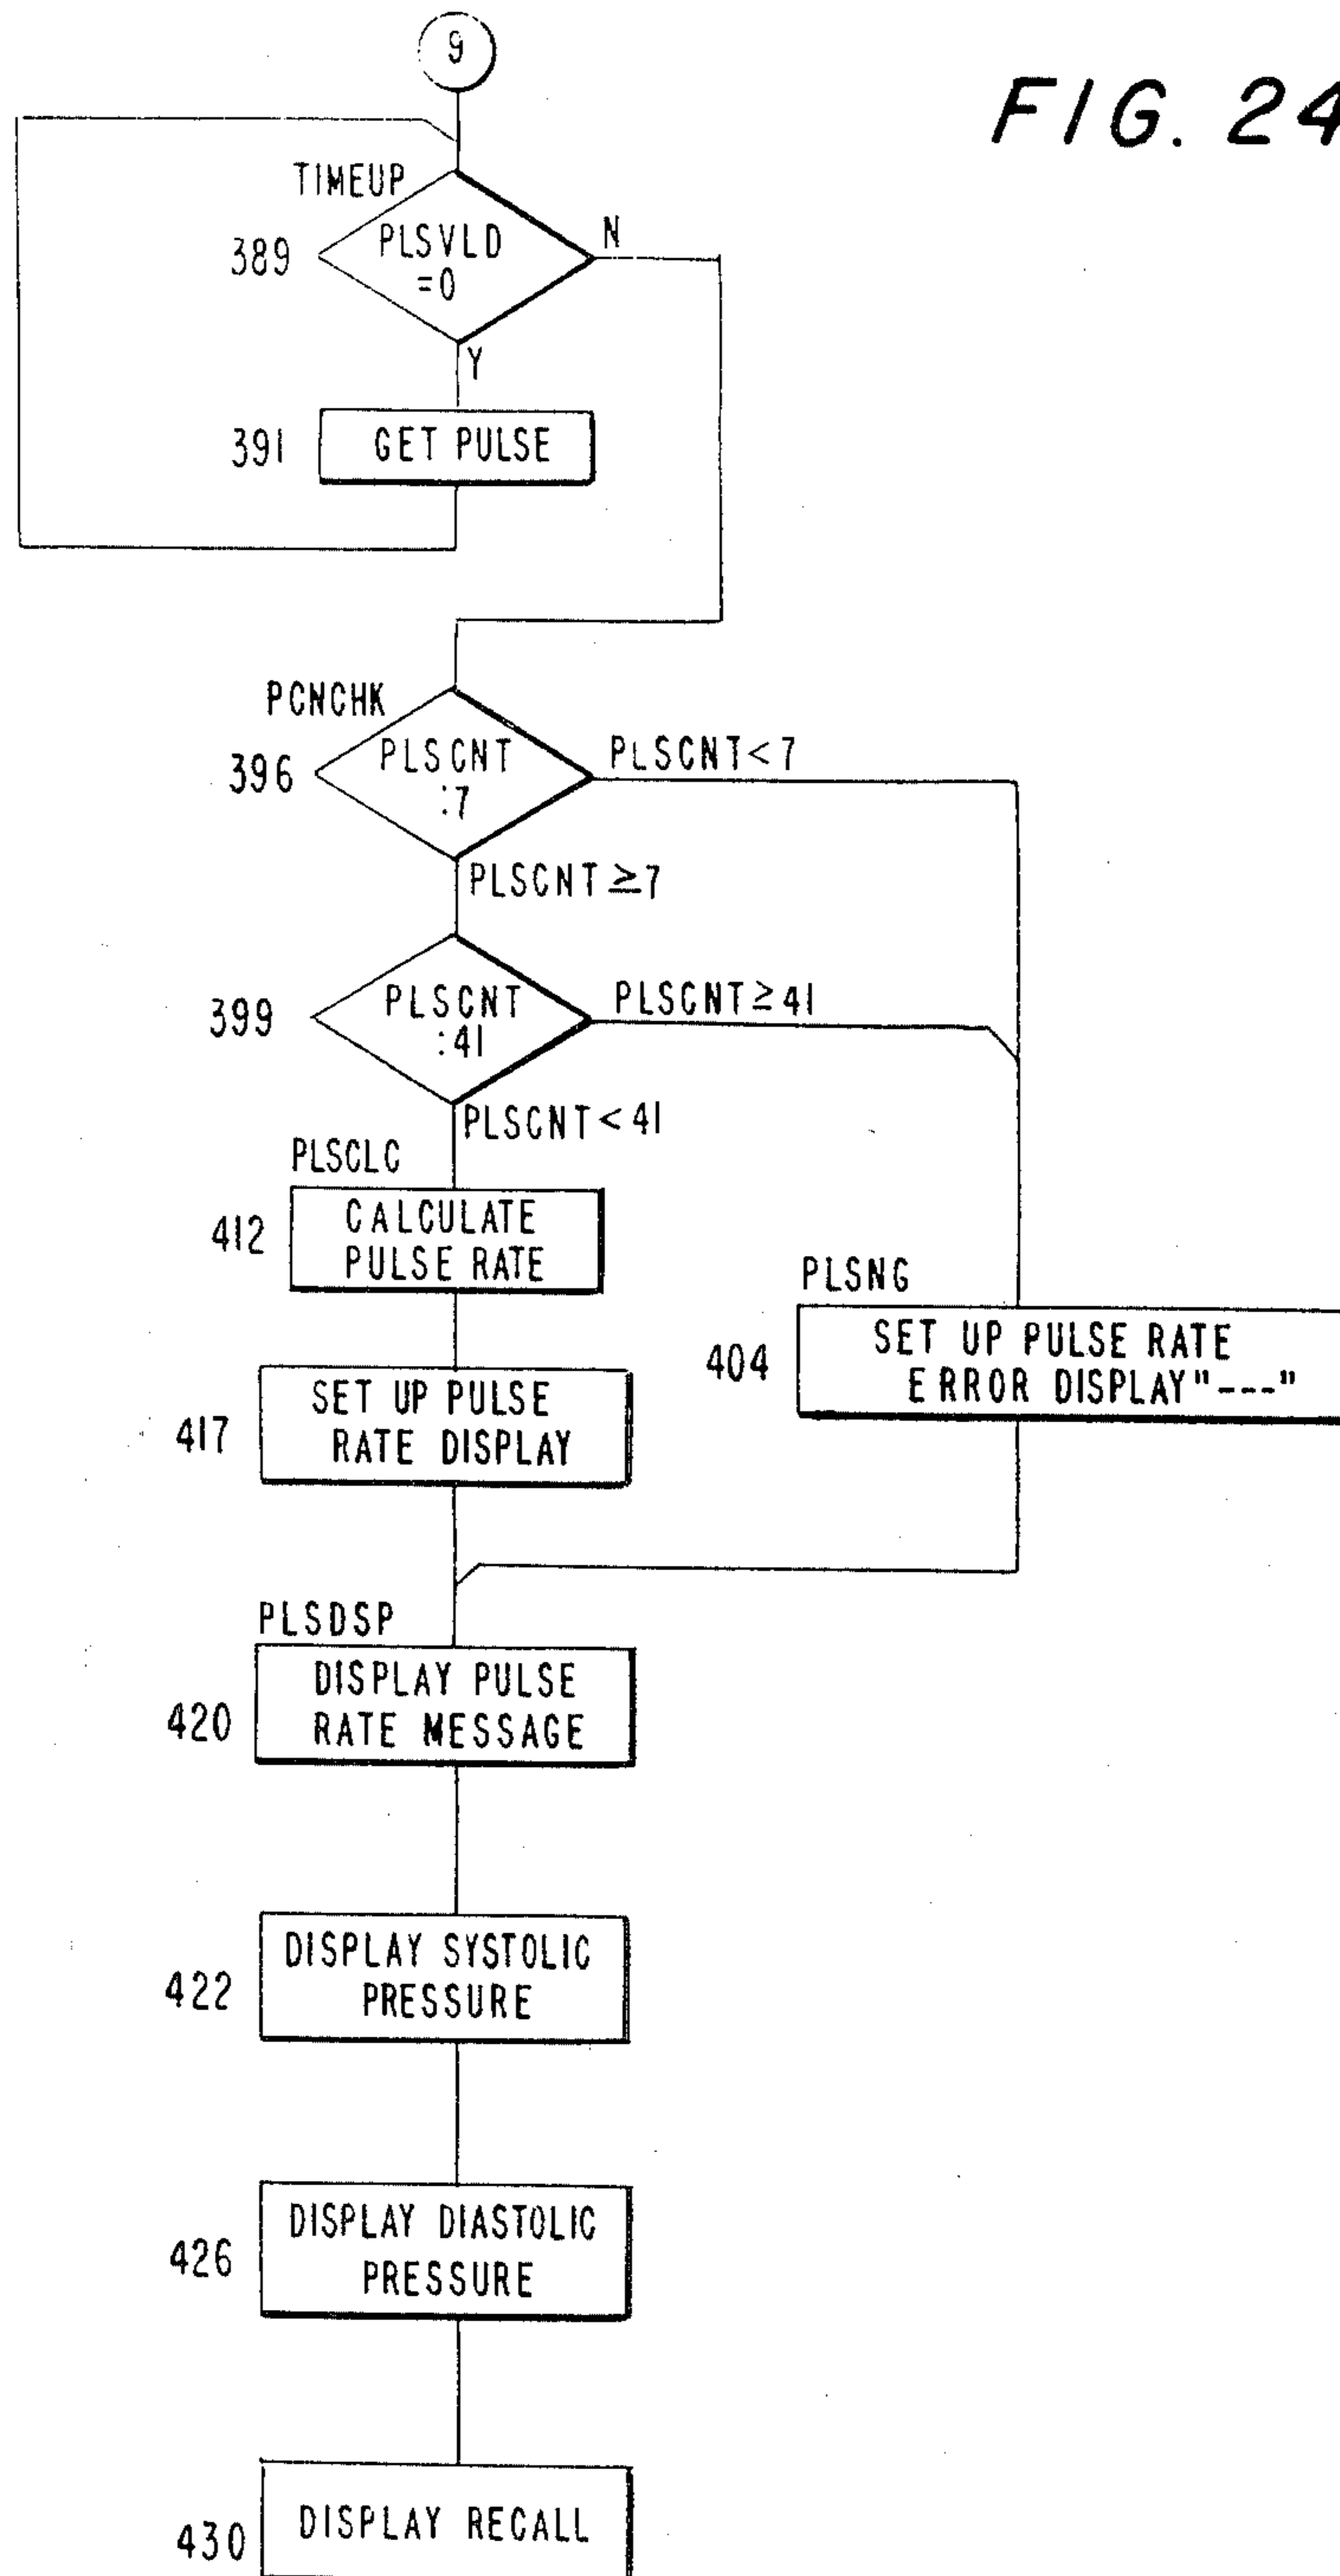 9
FIG. 24
TIMEUP
389
PLSVLD
=0
N
Y
391
GET PULSE
PCNCHK
396
PLSCNT
:7
PLSCNT<7
PLSCNT≥7
399
PLSCNT
:41
PLSCNT≥41
PLSCNT<41
PLSCLC
412
CALCULATE
PULSE RATE
PLSNG
404
SET UP PULSE RATE
ERROR DISPLAY"---"
417
SET UP PULSE
RATE DISPLAY
PLSDSP
420
DISPLAY PULSE
RATE MESSAGE
422
DISPLAY SYSTOLIC
PRESSURE
426
DISPLAY DIASTOLIC
PRESSURE
430
DISPLAY RECALL